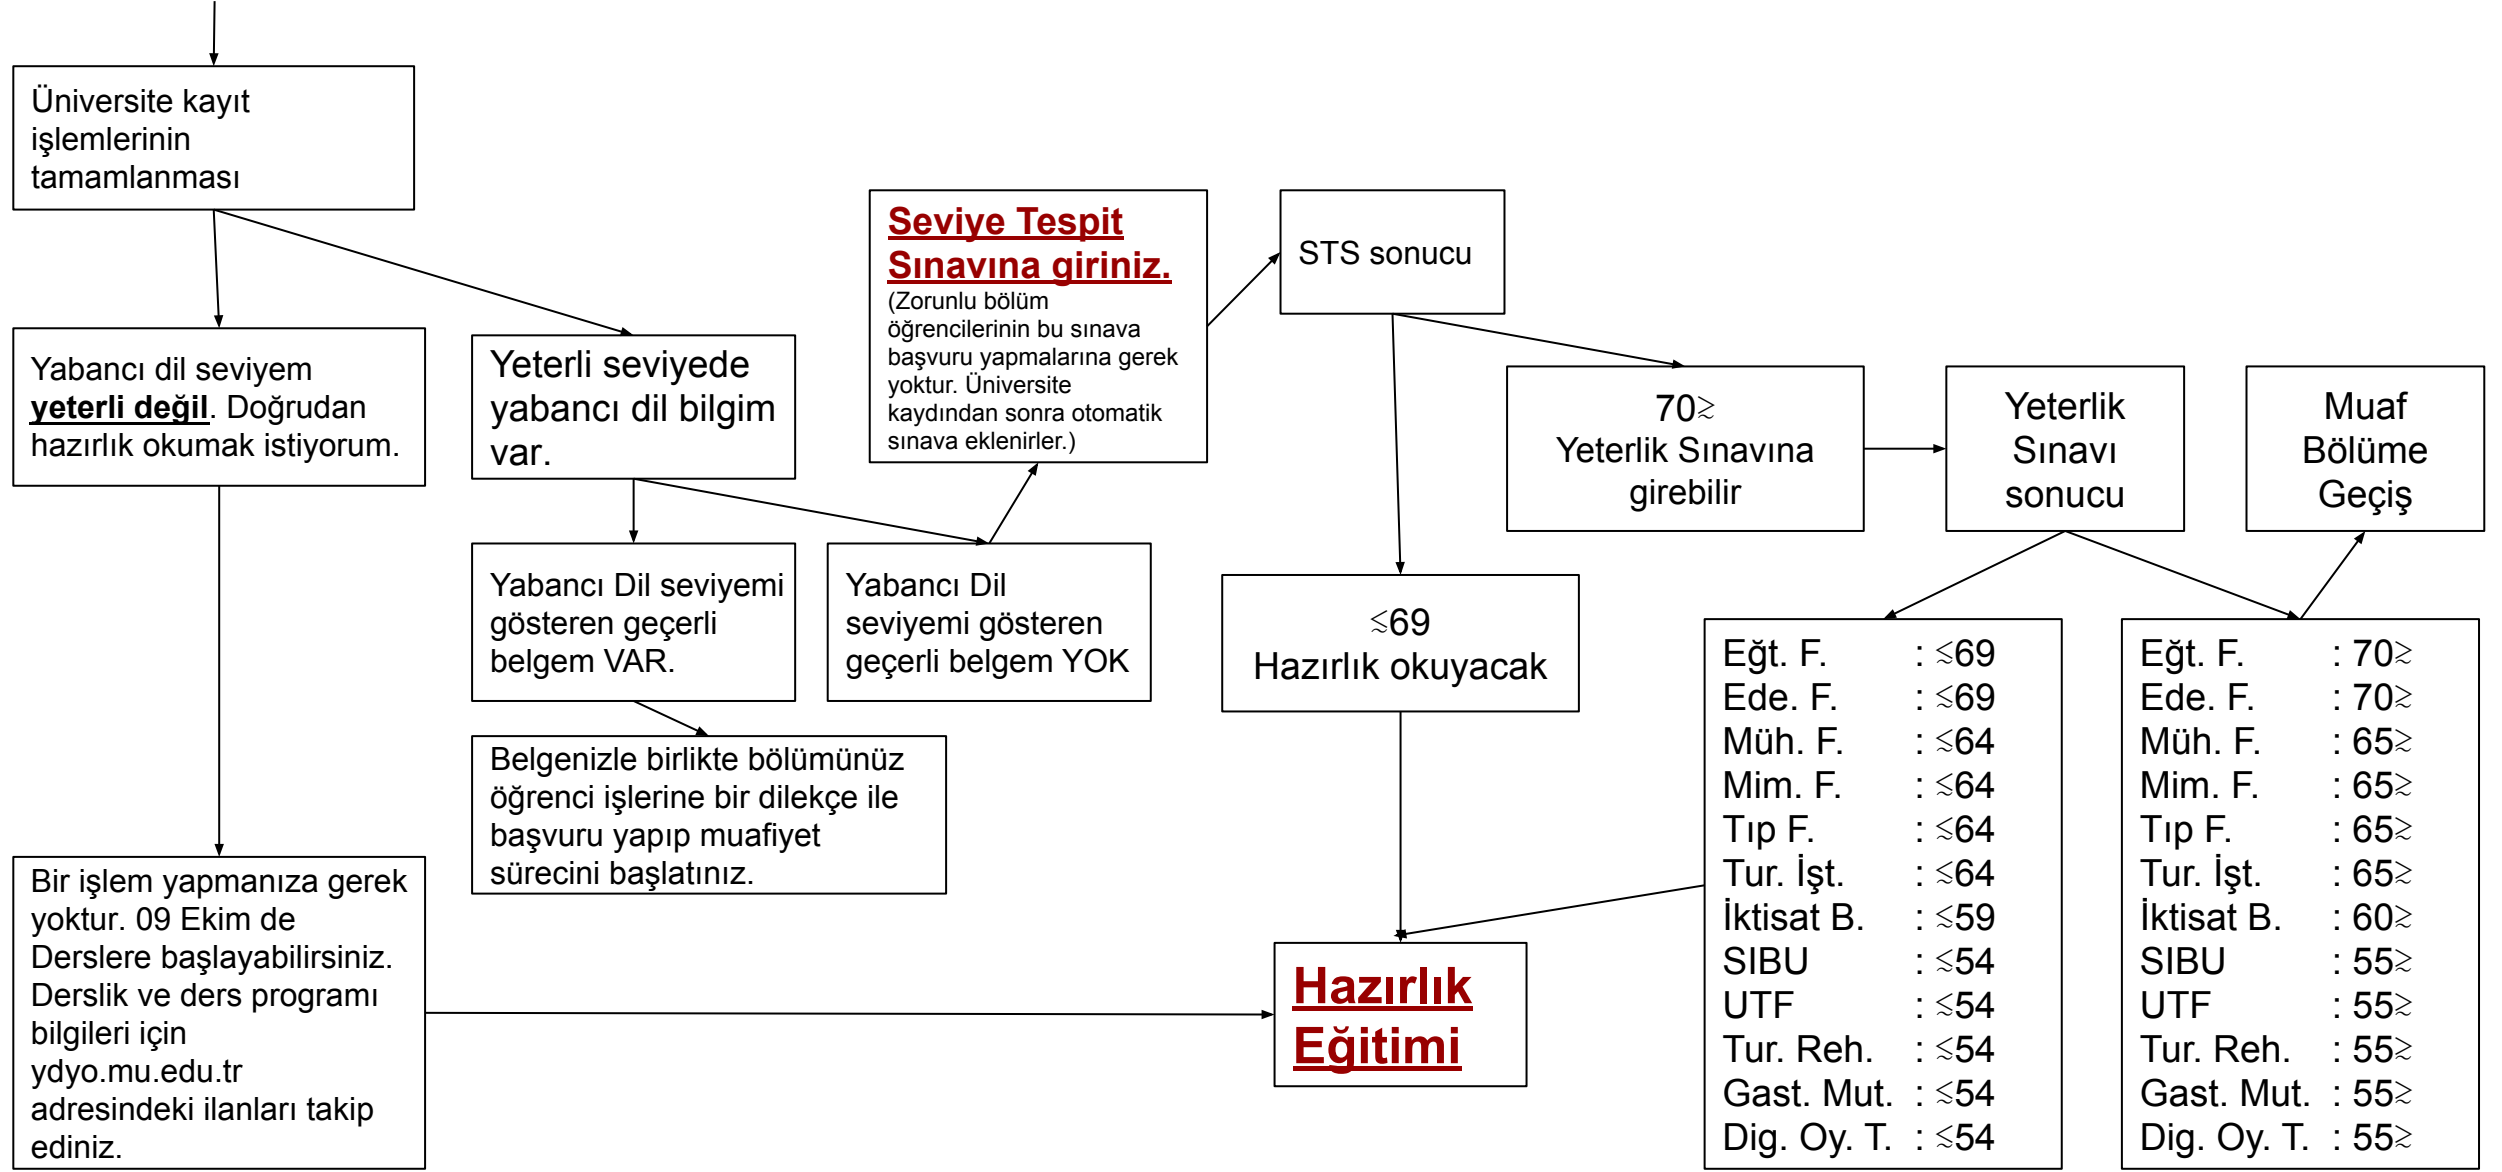 Üniversite kayıt
işlemlerinin
tamamlanması
Yabancı dil seviyem
yeterli değil. Doğrudan
hazırlık okumak istiyorum.
Yeterli seviyede
yabancı dil bilgim
var.
Seviye Tespit
Sınavına giriniz.
(Zorunlu bölüm
öğrencilerinin bu sınava
başvuru yapmalarına gerek
yoktur. Üniversite
kaydından sonra otomatik
sınava eklenirler.)
STS sonucu
70≳
Yeterlik Sınavına
girebilir
Yeterlik
Sınavı
sonucu
Muaf
Bölüme
Geçiş
Yabancı Dil seviyemi
gösteren geçerli
belgem VAR.
Yabancı Dil
seviyemi gösteren
geçerli belgem YOK
≲69
Hazırlık okuyacak
Belgenizle birlikte bölümünüz
öğrenci işlerine bir dilekçe ile
başvuru yapıp muafiyet
sürecini başlatınız.
Bir işlem yapmanıza gerek
yoktur. 09 Ekim de
Derslere başlayabilirsiniz.
Derslik ve ders programı
bilgileri için
ydyo.mu.edu.tr
adresindeki ilanları takip
ediniz.
Hazırlık
Eğitimi
Eğt. F. : ≲69
Ede. F. : ≲69
Müh. F. : ≲64
Mim. F. : ≲64
Tıp F. : ≲64
Tur. İşt. : ≲64
İktisat B. : ≲59
SIBU : ≲54
UTF : ≲54
Tur. Reh. : ≲54
Gast. Mut. : ≲54
Dig. Oy. T. : ≲54
Eğt. F. : 70≳
Ede. F. : 70≳
Müh. F. : 65≳
Mim. F. : 65≳
Tıp F. : 65≳
Tur. İşt. : 65≳
İktisat B. : 60≳
SIBU : 55≳
UTF : 55≳
Tur. Reh. : 55≳
Gast. Mut. : 55≳
Dig. Oy. T. : 55≳